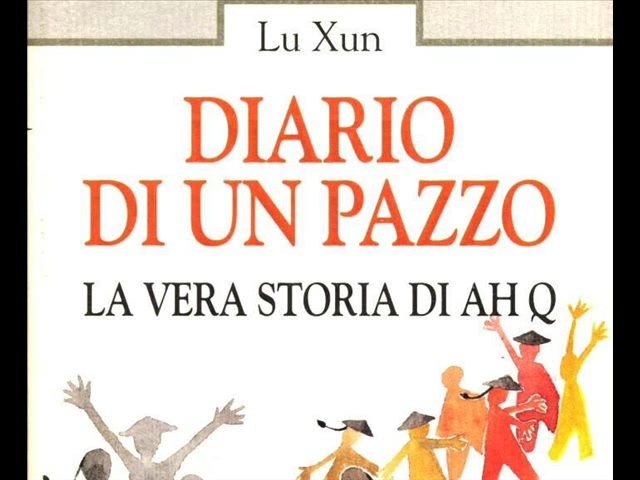 Lu Xun
DIARIO
DI UN PAZZO
LA VERA STORIA DI AH Q